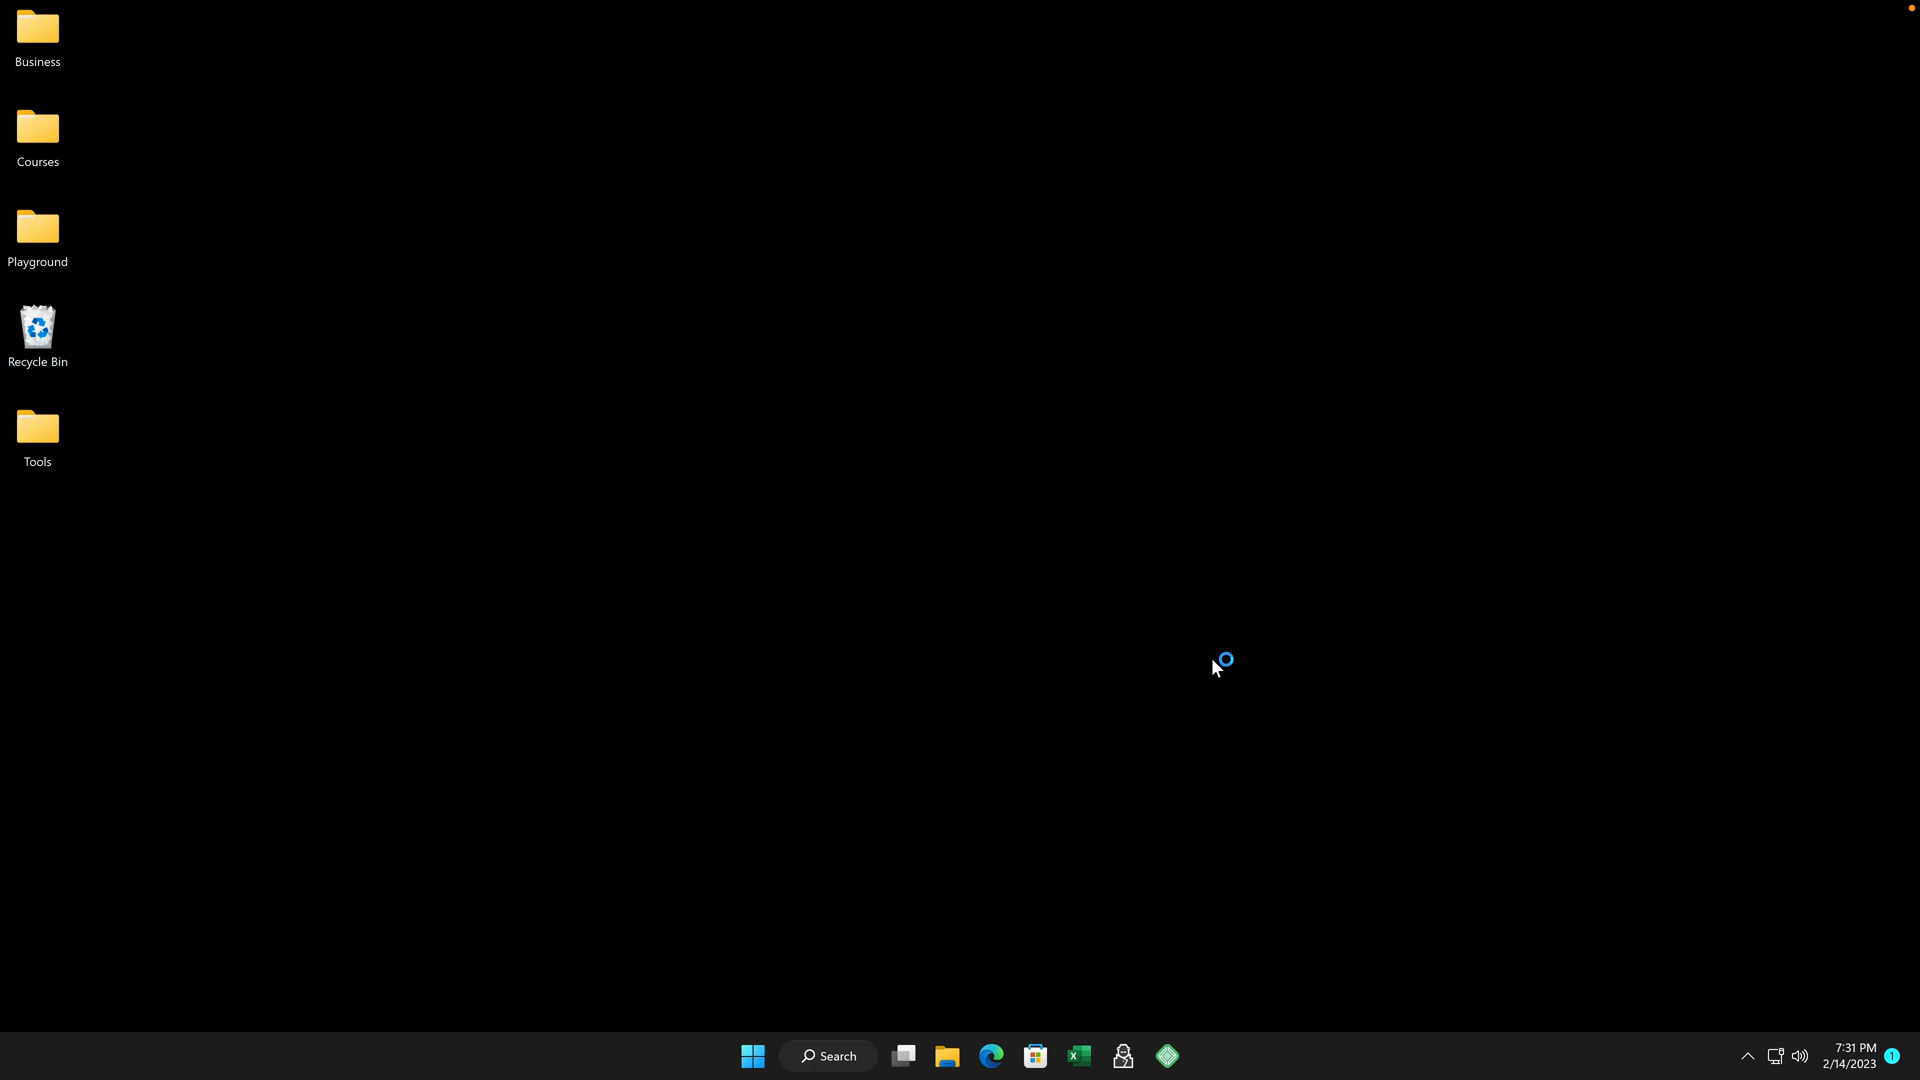 Business
Courses
Playground
Recycle Bin
Tools
Search
7:31 PM
2/14/2023
1